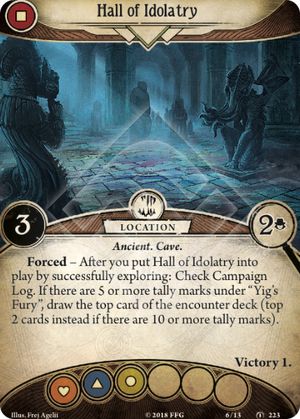 Hall of Idolatry
3
LOCATION
2
Ancient. Cave.
Forced – After you put Hall of Idolatry into
play by successfully exploring: Check Campaign
Log. If there are 5 or more tally marks under “Yig’s
Fury”, draw the top card of the encounter deck (top
2 cards instead if there are 10 or more tally marks).
Victory 1.
Illus. Frej Agelii
© 2018 FFG
6/13
223